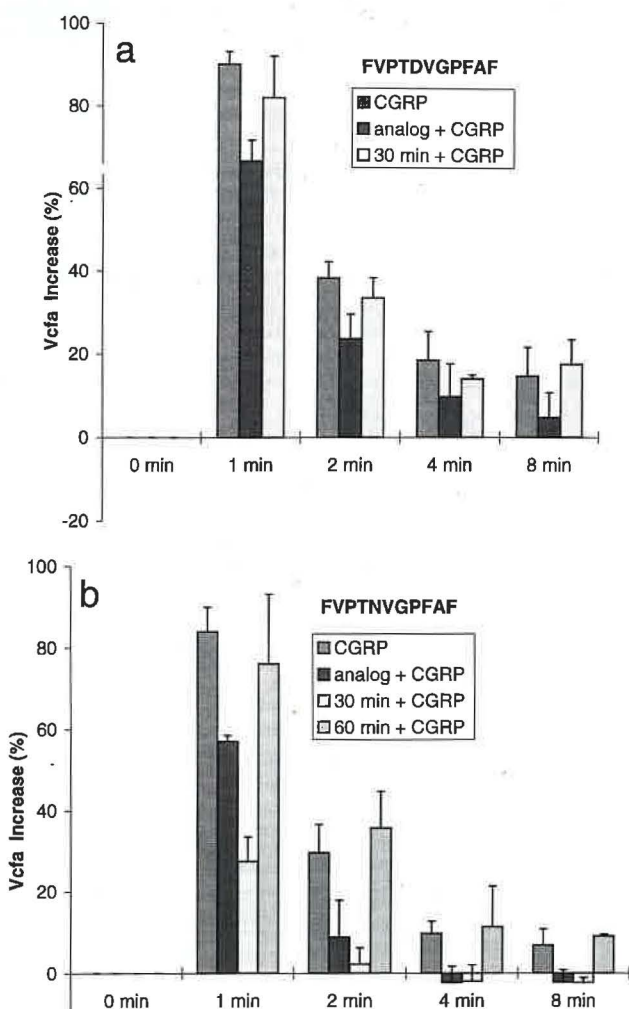 a
FVPTDVGPFAF
CGRP
analog + CGRP
30 min + CGRP
Vcfa Increase (%)
100
80
60
40
20
0
-20
0 min 1 min 2 min 4 min 8 min
b
FVPTNVGPFAF
CGRP
analog + CGRP
30 min + CGRP
60 min + CGRP
Vcfa Increase (%)
100
80
60
40
20
0
0 min 1 min 2 min 4 min 8 min